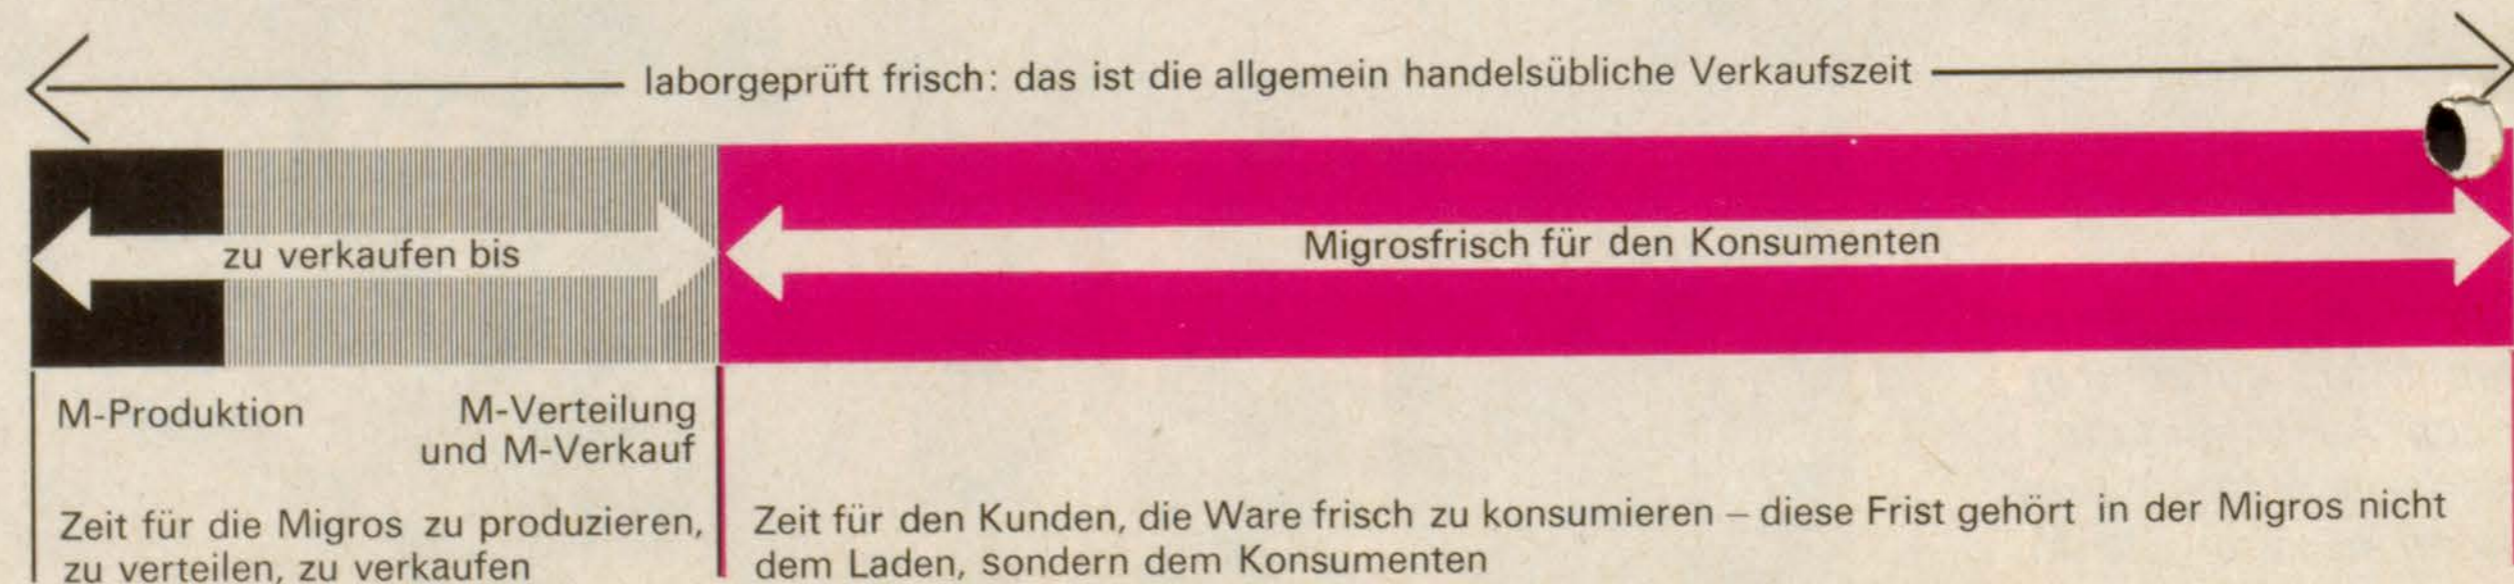 laborgeprüft frisch: das ist die allgemein handelsübliche Verkaufszeit
zu verkaufen bis
Migrosfrisch für den Konsumenten
M-Produktion
M-Verteilung
und M-Verkauf
Zeit für die Migros zu produzieren,
zu verteilen, zu verkaufen
Zeit für den Kunden, die Ware frisch zu konsumieren – diese Frist gehört in der Migros nicht
dem Laden, sondern dem Konsumenten